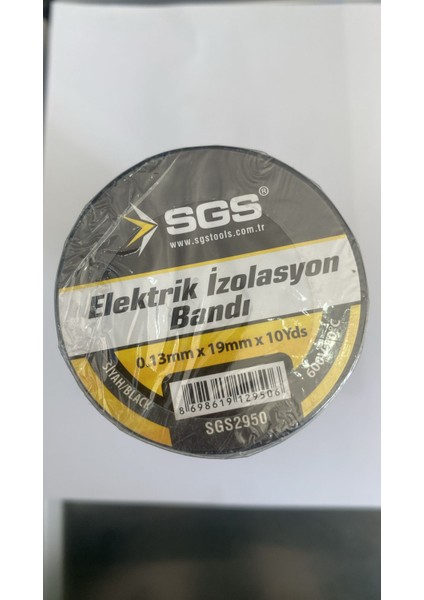 SGS®
www.sgstools.com.tr
Elektrik İzolasyon
Bandı
0.13mm x 19mm x 10Yds
SİYAH/BLACK
8 698619 129506
SGS2950